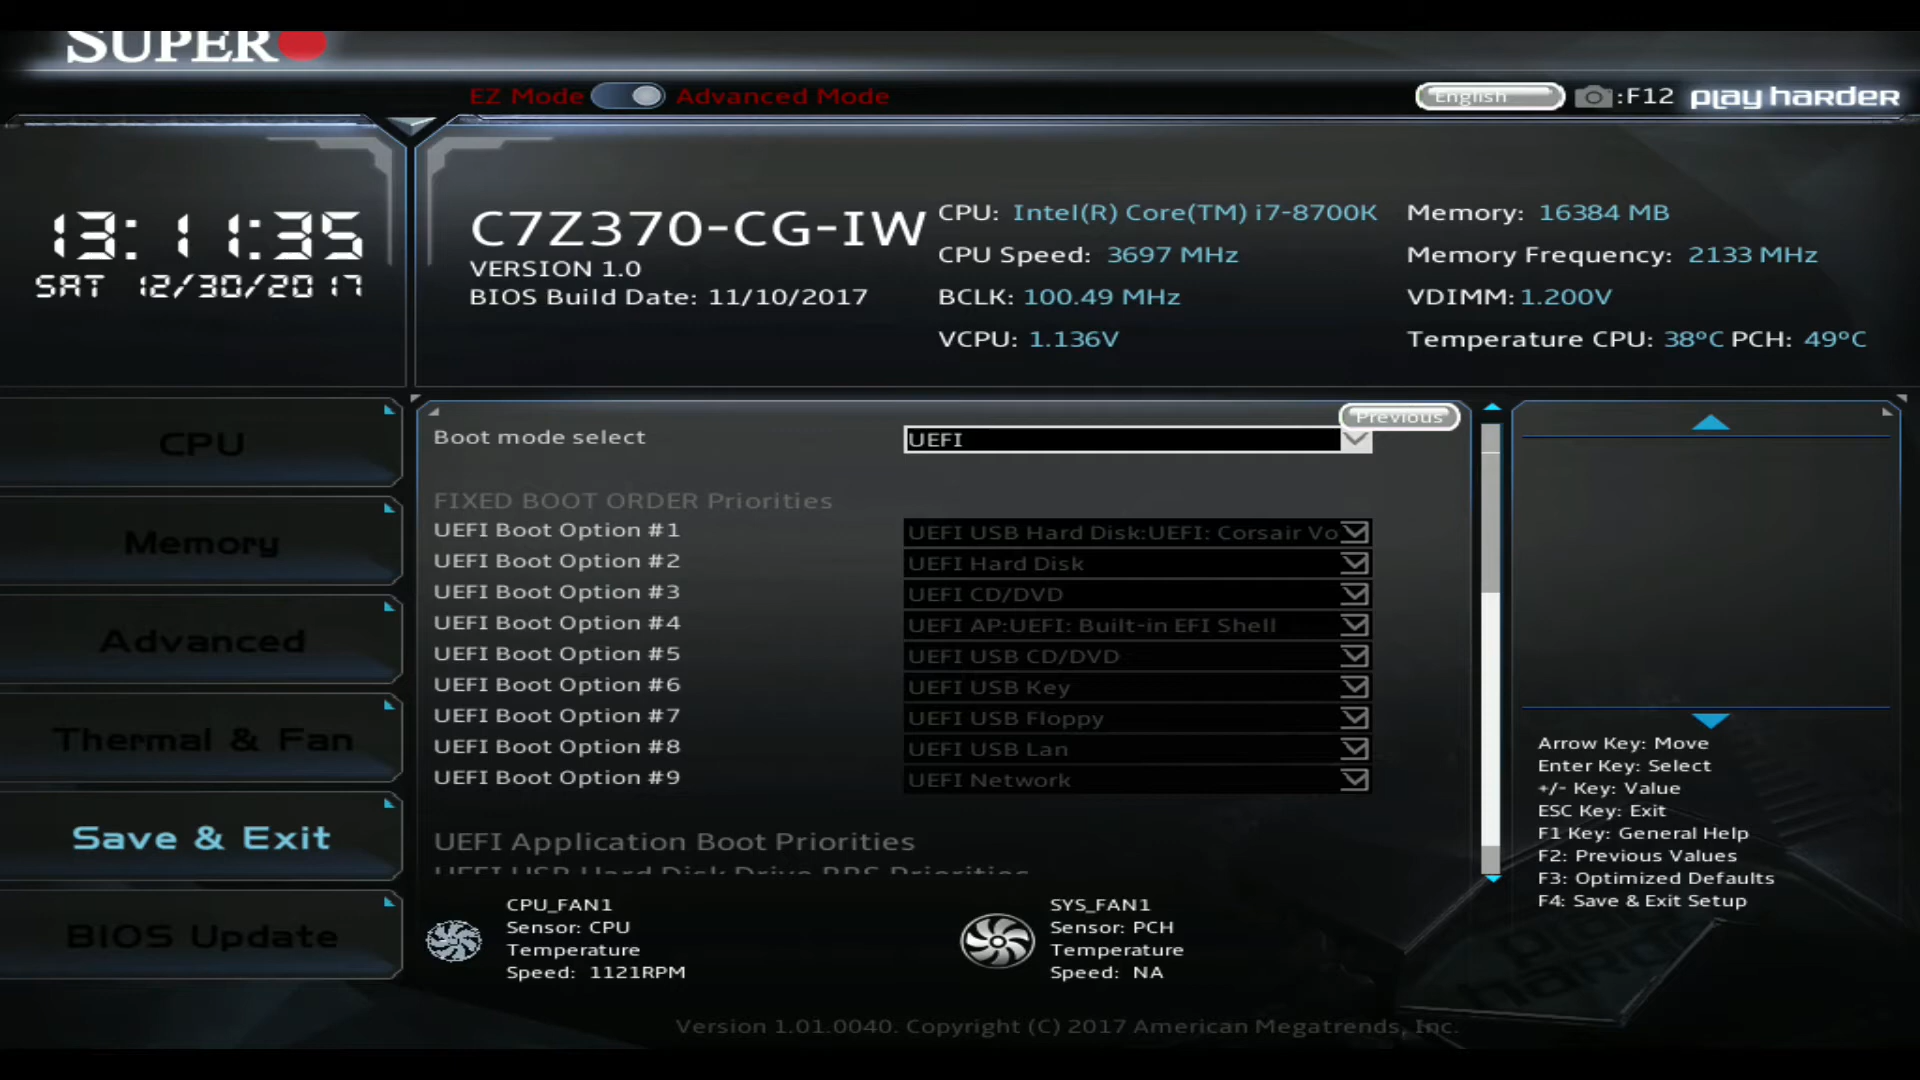 SUPER
EZ Mode Advanced Mode
English :F12 play harder
13:11:35
SAT 12/30/2017
C7Z370-CG-IW
VERSION 1.0
BIOS Build Date: 11/10/2017
CPU: Intel(R) Core(TM) i7-8700K
CPU Speed: 3697 MHz
BCLK: 100.49 MHz
VCPU: 1.136V
Memory: 16384 MB
Memory Frequency: 2133 MHz
VDIMM: 1.200V
Temperature CPU: 38°C PCH: 49°C
CPU
Memory
Advanced
Thermal & Fan
Save & Exit
BIOS Update
Previous
Boot mode select UEFI
FIXED BOOT ORDER Priorities
UEFI Boot Option #1 UEFI USB Hard Disk:UEFI: Corsair Vo
UEFI Boot Option #2 UEFI Hard Disk
UEFI Boot Option #3 UEFI CD/DVD
UEFI Boot Option #4 UEFI AP:UEFI: Built-in EFI Shell
UEFI Boot Option #5 UEFI USB CD/DVD
UEFI Boot Option #6 UEFI USB Key
UEFI Boot Option #7 UEFI USB Floppy
UEFI Boot Option #8 UEFI USB Lan
UEFI Boot Option #9 UEFI Network
UEFI Application Boot Priorities
UEFI USB Hard Disk Drive BBS Priorities
CPU_FAN1
Sensor: CPU
Temperature
Speed: 1121RPM
SYS_FAN1
Sensor: PCH
Temperature
Speed: NA
Arrow Key: Move
Enter Key: Select
+/- Key: Value
ESC Key: Exit
F1 Key: General Help
F2: Previous Values
F3: Optimized Defaults
F4: Save & Exit Setup
play harder
Version 1.01.0040. Copyright (C) 2017 American Megatrends, Inc.